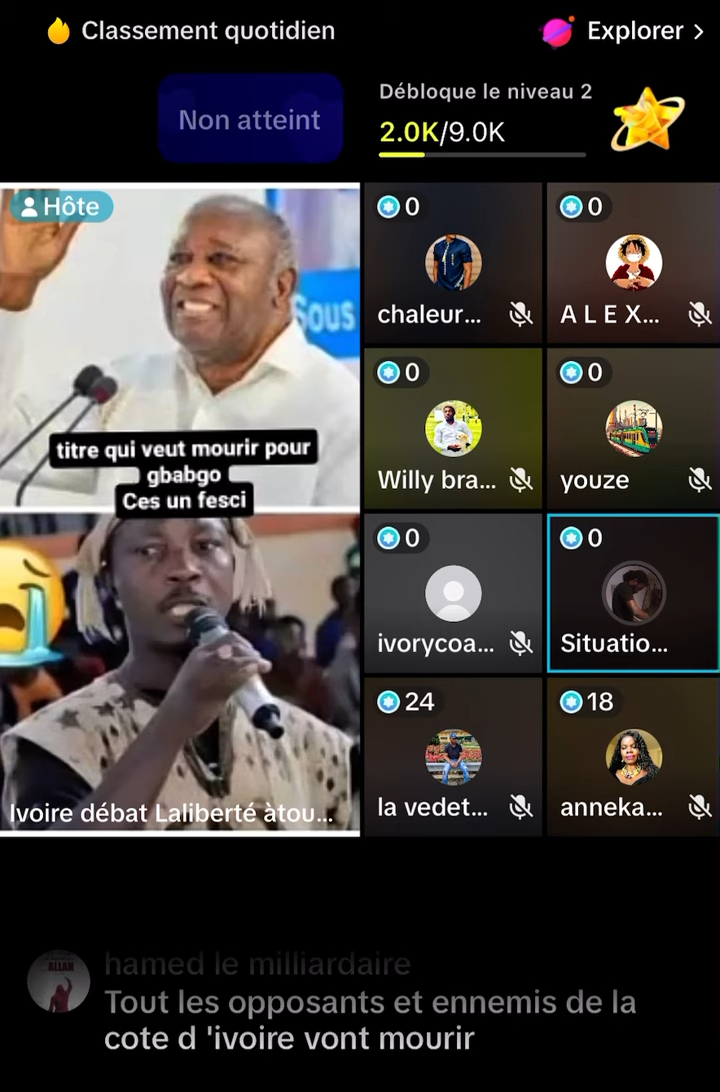 Classement quotidien
Explorer >
Non atteint
Débloque le niveau 2
2.0K/9.0K
Hôte
Sous
titre qui veut mourir pour
gbabgo
Ces un fesci
Ivoire débat Laliberté àtou...
0
chaleur...
0
A L E X...
0
Willy bra...
0
youze
0
ivorycoa...
0
Situatio...
24
la vedet...
18
anneka...
ALLAN
hamed le milliardaire
Tout les opposants et ennemis de la
cote d 'ivoire vont mourir